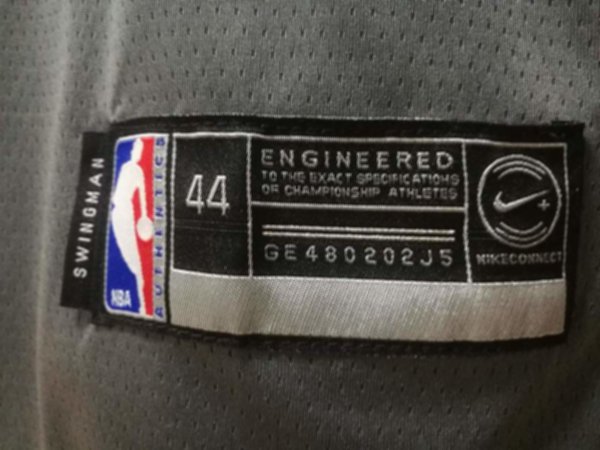 SWINGMAN
NBA
AUTHENTICS
44
ENGINEERED
TO THE EXACT SPECIFICATIONS
OF CHAMPIONSHIP ATHLETES
GE480202J5
NIKECONNECT